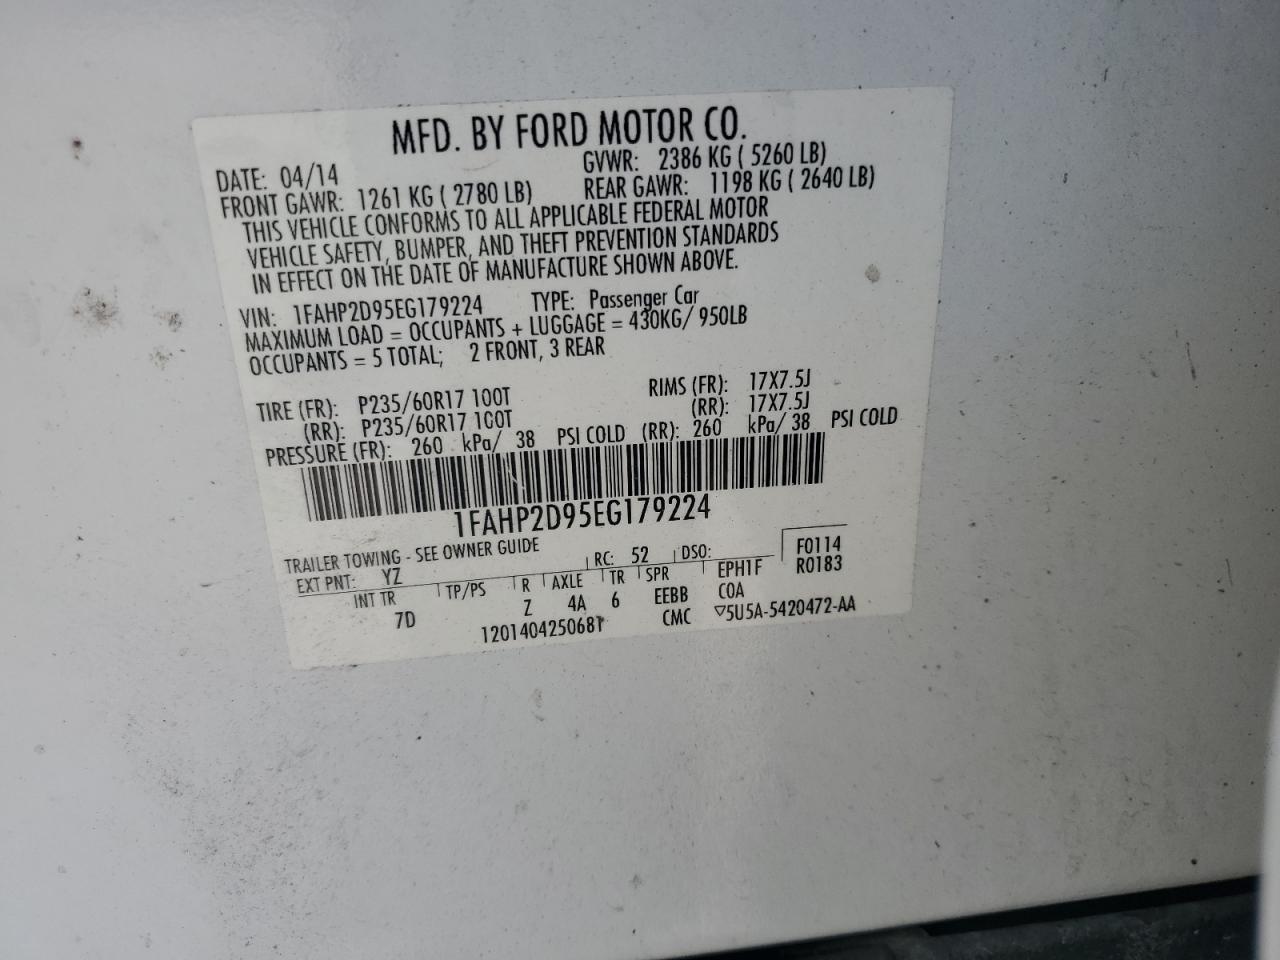 MFD. BY FORD MOTOR CO.
DATE: 04/14 GVWR: 2386 KG ( 5260 LB)
FRONT GAWR: 1261 KG ( 2780 LB) REAR GAWR: 1198 KG ( 2640 LB)
THIS VEHICLE CONFORMS TO ALL APPLICABLE FEDERAL MOTOR
VEHICLE SAFETY, BUMPER, AND THEFT PREVENTION STANDARDS
IN EFFECT ON THE DATE OF MANUFACTURE SHOWN ABOVE.
VIN: 1FAHP2D95EG179224 TYPE: Passenger Car
MAXIMUM LOAD = OCCUPANTS + LUGGAGE = 430KG/ 950LB
OCCUPANTS = 5 TOTAL; 2 FRONT, 3 REAR
TIRE (FR): P235/60R17 100T RIMS (FR): 17X7.5J
(RR): P235/60R17 100T (RR): 17X7.5J
PRESSURE (FR): 260 kPa/ 38 PSI COLD (RR): 260 kPa/ 38 PSI COLD
1FAHP2D95EG179224
TRAILER TOWING - SEE OWNER GUIDE
EXT PNT: YZ RC: 52 DSO: F0114
INT TR TP/PS R AXLE TR SPR EPH1F R0183
7D Z 4A 6 EEBB COA
1201404250681 CMC ▽5U5A-5420472-AA